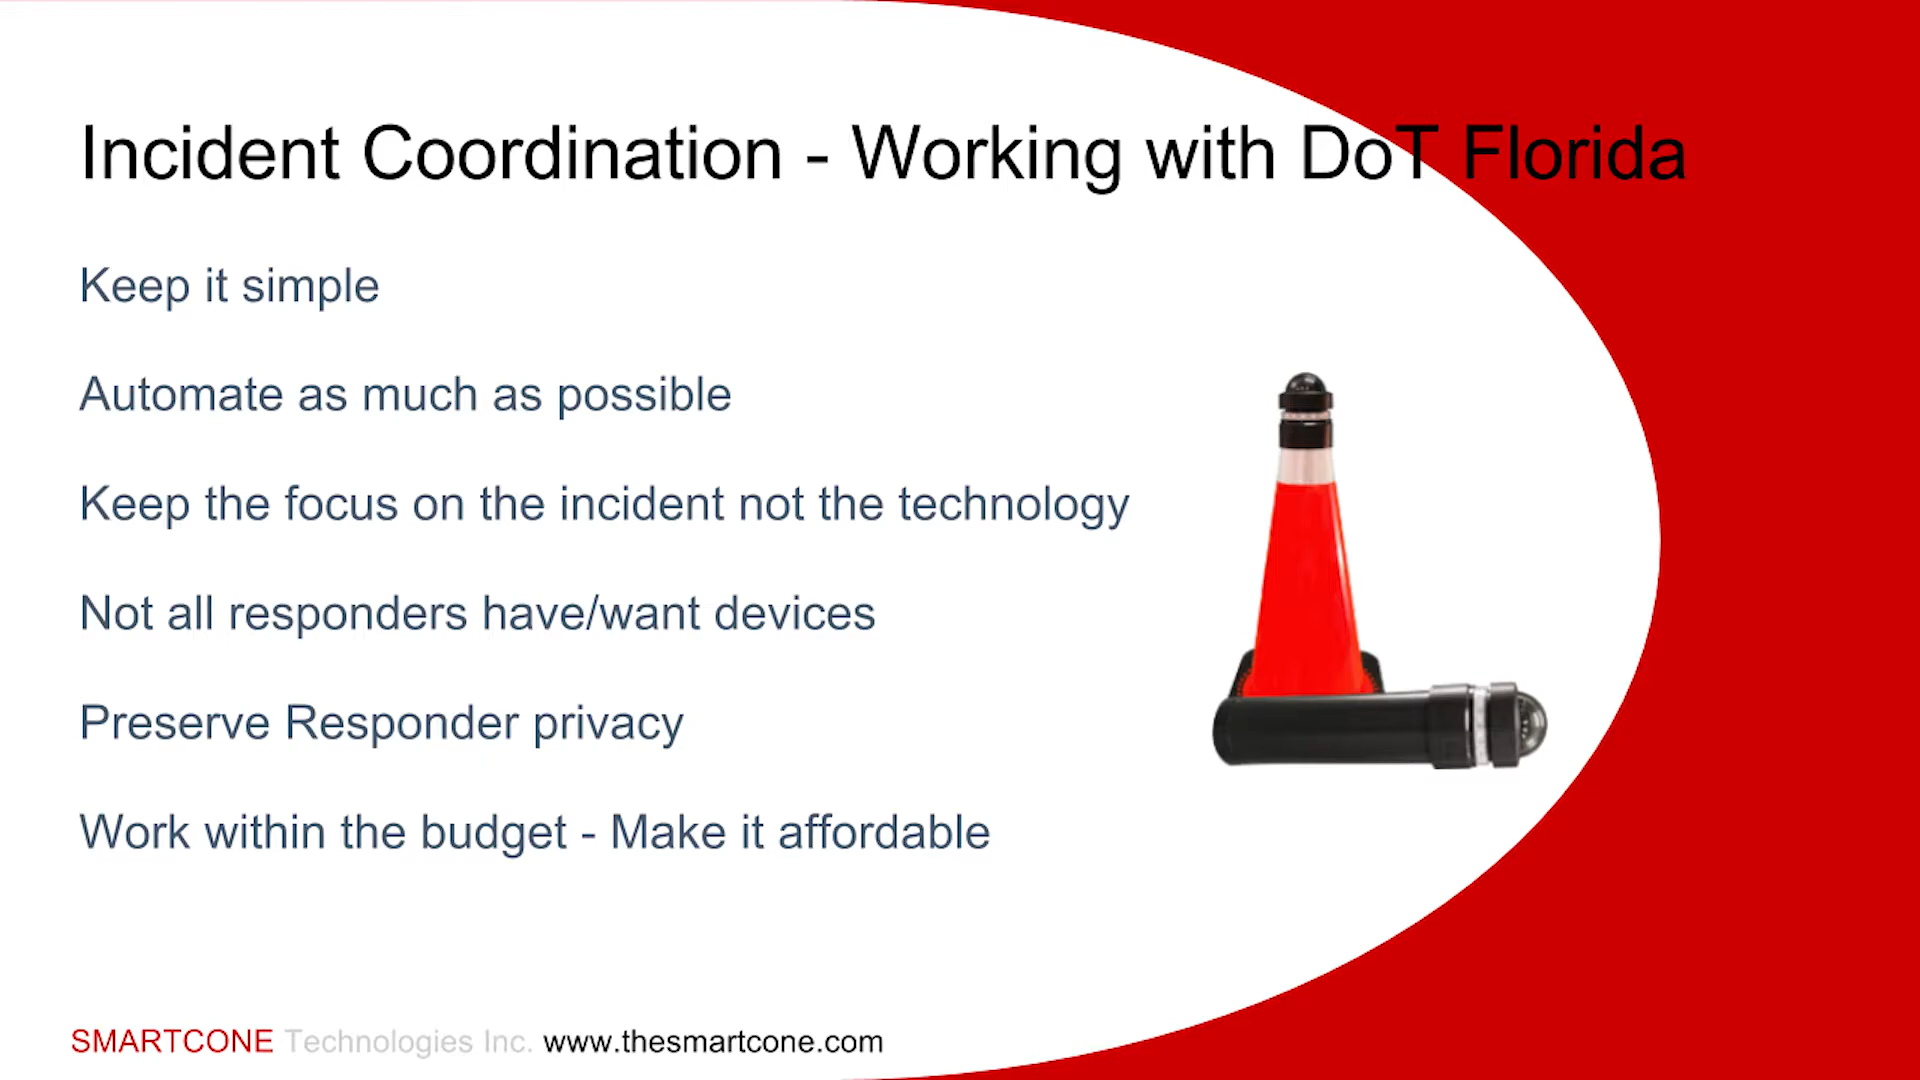 Incident Coordination - Working with DoT Florida
Keep it simple
Automate as much as possible
Keep the focus on the incident not the technology
Not all responders have/want devices
Preserve Responder privacy
Work within the budget - Make it affordable
SMARTCONE Technologies Inc. www.thesmartcone.com